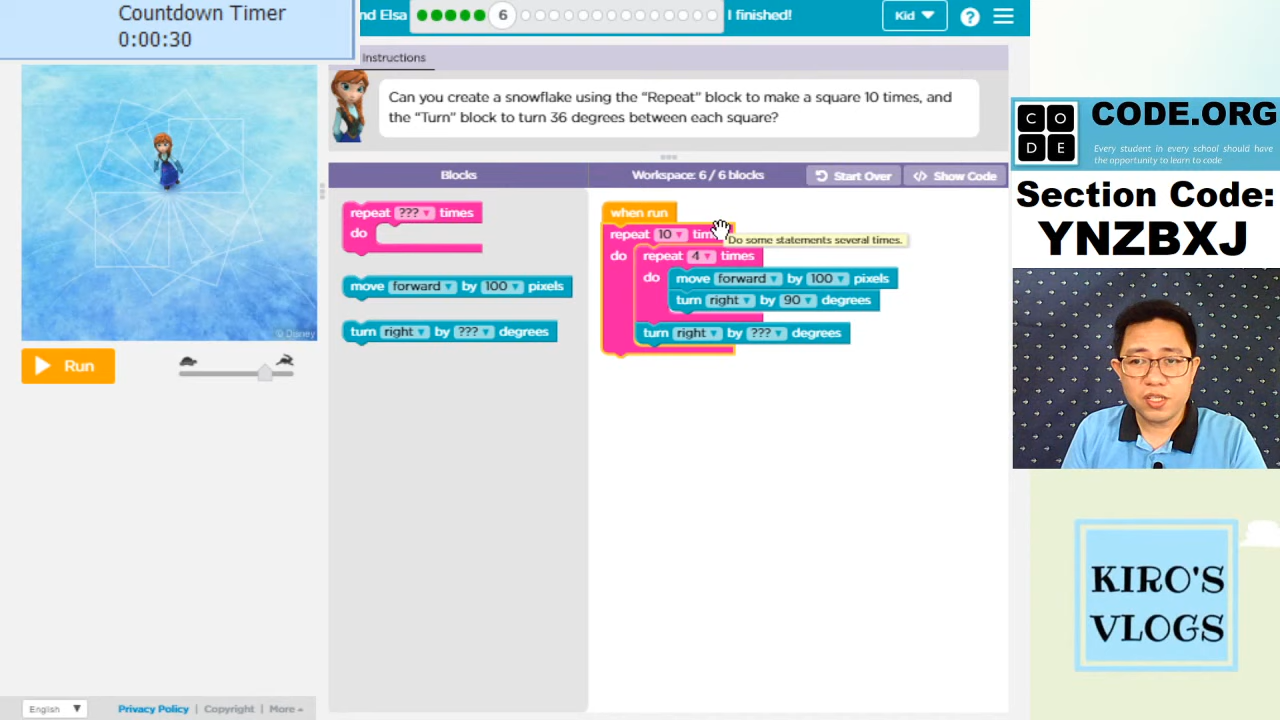 Countdown Timer
0:00:30
nd Elsa
6
I finished!
Kid
?
Instructions
Can you create a snowflake using the “Repeat” block to make a square 10 times, and
the “Turn” block to turn 36 degrees between each square?
Blocks
Workspace: 6 / 6 blocks
Start Over
</> Show Code
repeat ??? times
do
move forward by 100 pixels
turn right by ??? degrees
when run
repeat 10 tim
Do some statements several times.
do
repeat 4 times
do
move forward by 100 pixels
turn right by 90 degrees
turn right by ??? degrees
© Disney
Run
English
Privacy Policy | Copyright | More
C O
D E
CODE.ORG
Every student in every school should have
the opportunity to learn to code
Section Code:
YNZBXJ
KIRO'S
VLOGS